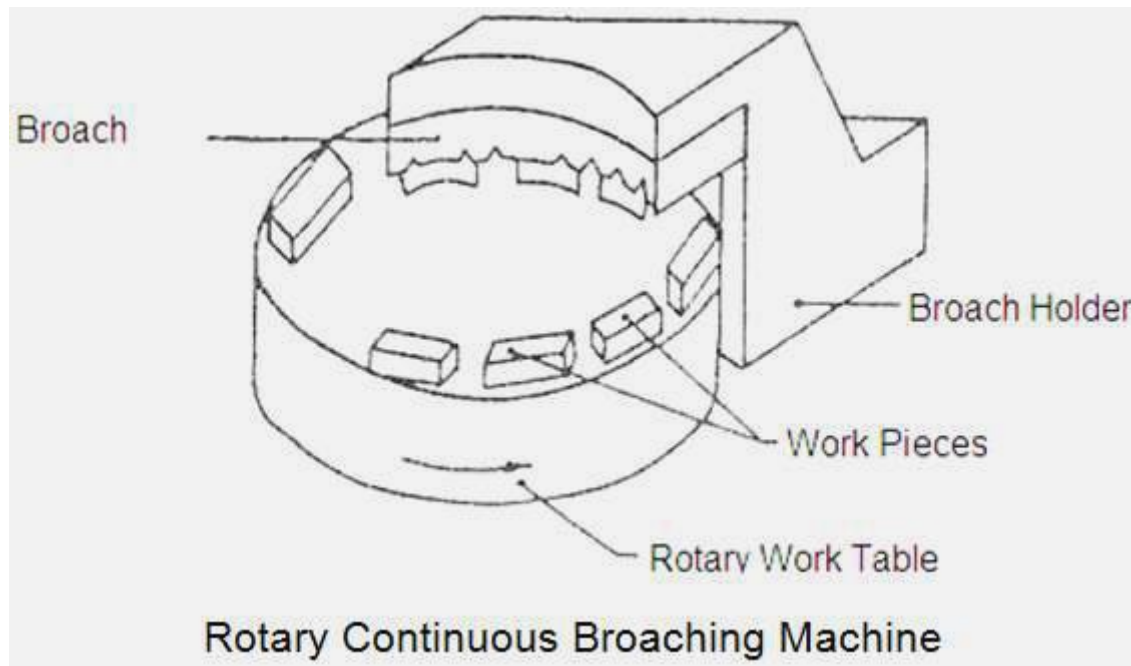 Broach
Broach Holder
Work Pieces
Rotary Work Table
Rotary Continuous Broaching Machine